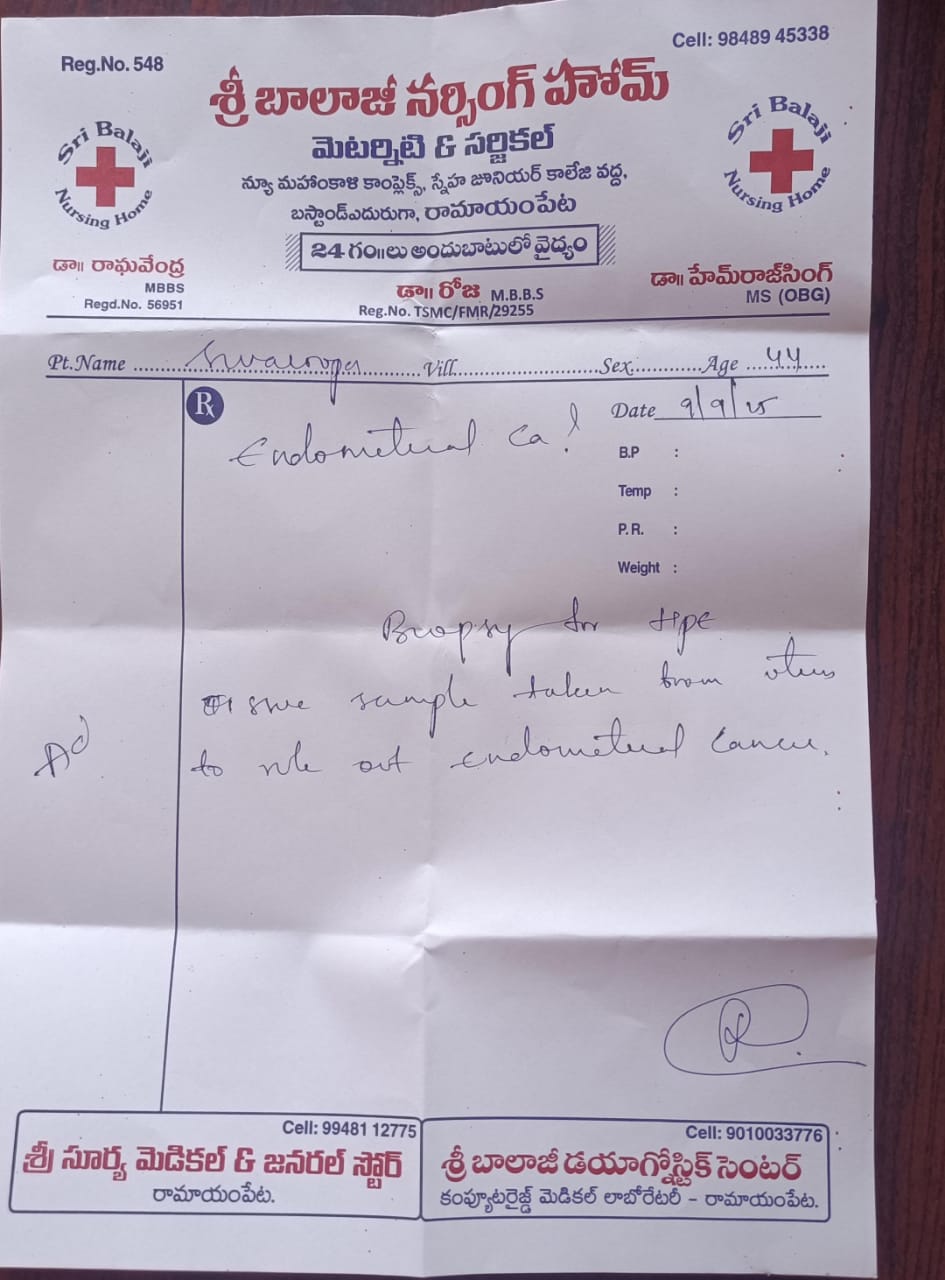 Reg.No. 548
Cell: 98489 45338
శ్రీ బాలాజీ నర్సింగ్ హోమ్
Sri Balaji Nursing Home
Sri Balaji Nursing Home
మెటర్నిటి & సర్జికల్
న్యూ మహాంకాళి కాంప్లెక్స్, స్నేహ జూనియర్ కాలేజి వద్ద,
బస్టాండ్ఎదురుగా, రామాయంపేట
24 గం॥లు అందుబాటులో వైద్యం
డా॥ రాఘవేంద్ర
MBBS
Regd.No. 56951
డా॥ రోజ M.B.B.S
Reg.No. TSMC/FMR/29255
డా॥ హేమ్‌రాజ్‌సింగ్
MS (OBG)
Pt.Name Vill Sex Age 44
Rx
Date 9/9/25
Endometrial Ca ?
B.P :
Temp :
P.R. :
Weight :
Biopsy for HPE
tissue sample taken from uterus
to rule out endometrial cancer.
Cell: 99481 12775
శ్రీ సూర్య మెడికల్ & జనరల్ స్టోర్
రామాయంపేట.
Cell: 9010033776
శ్రీ బాలాజీ డయాగ్నోస్టిక్ సెంటర్
కంప్యూటరైజ్డ్ మెడికల్ లాబోరేటరీ - రామాయంపేట.